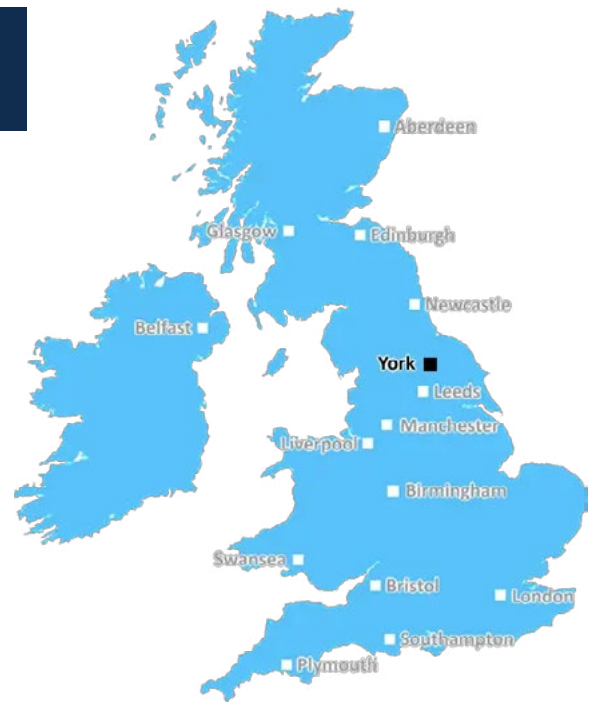 Aberdeen
Glasgow
Edinburgh
Newcastle
Belfast
York
Leeds
Manchester
Liverpool
Birmingham
Swansea
Bristol
London
Southampton
Plymouth